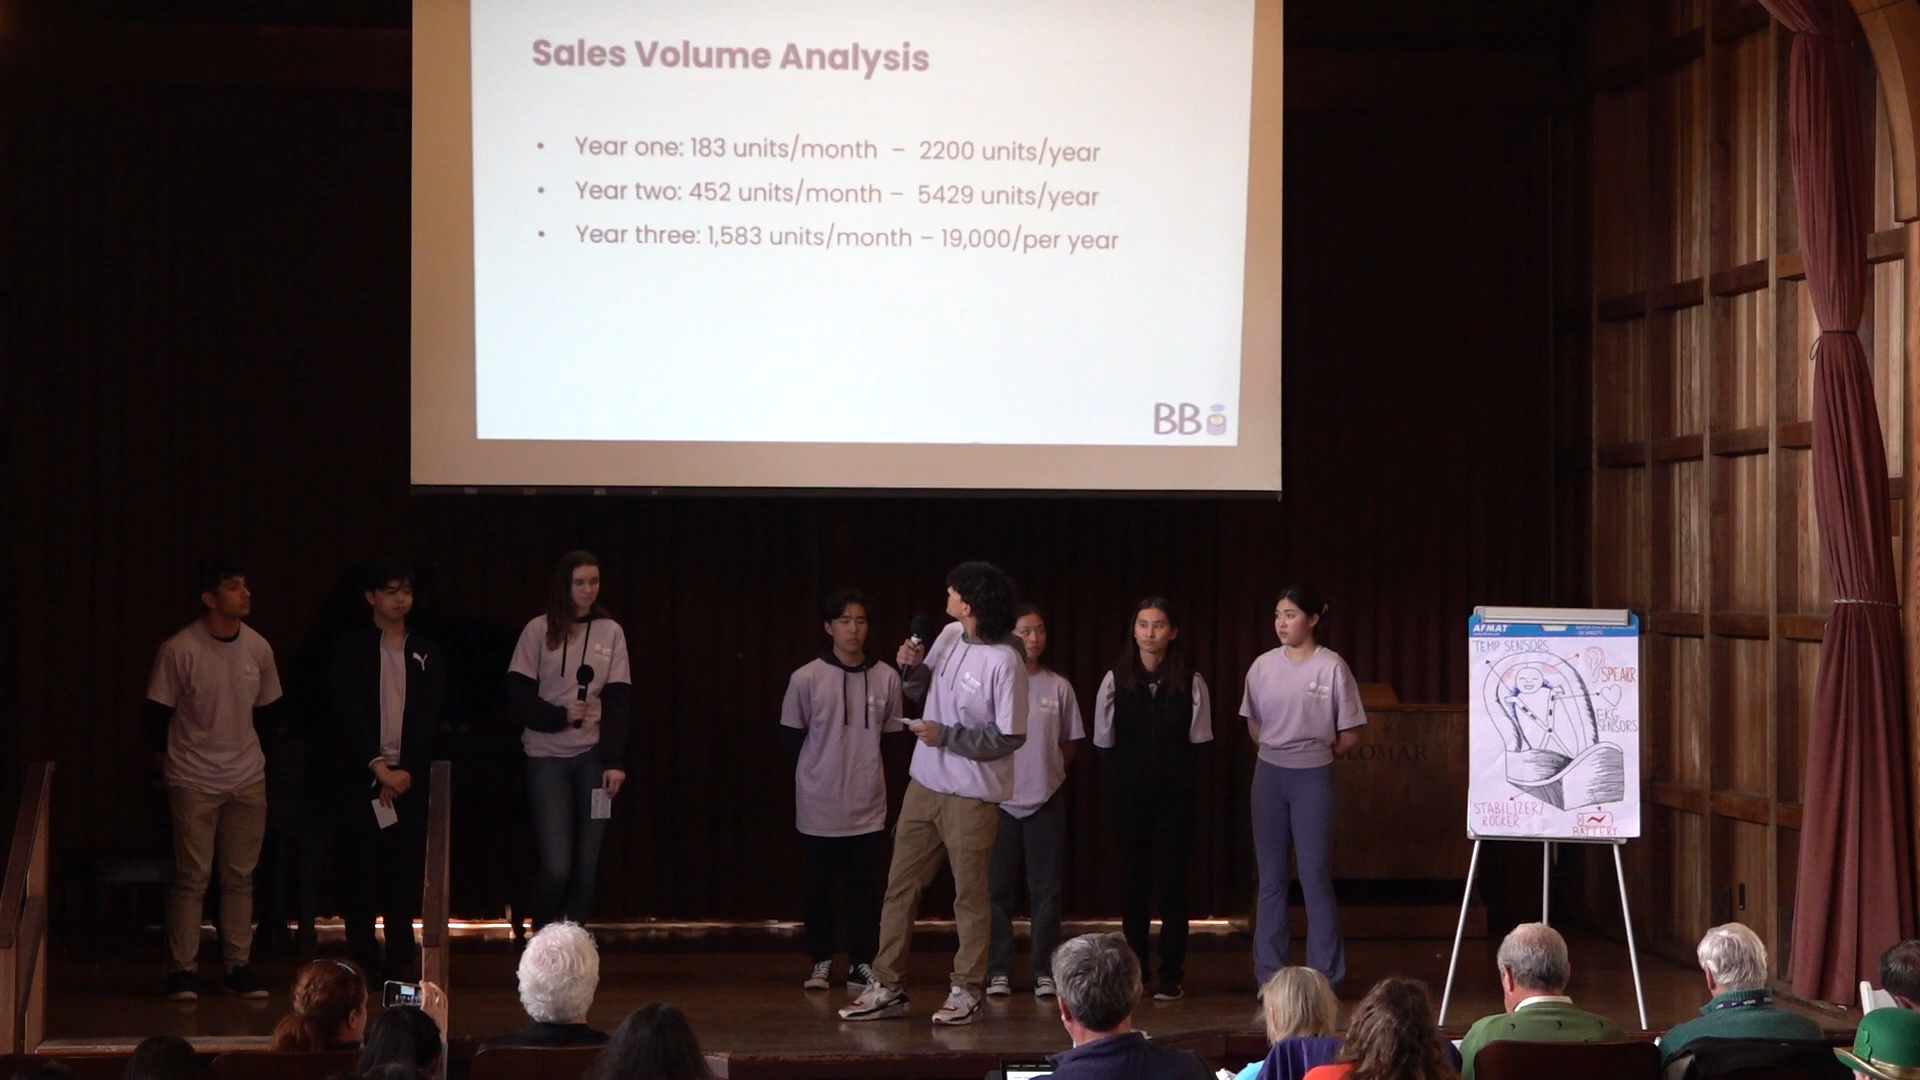 Sales Volume Analysis
• Year one: 183 units/month – 2200 units/year
• Year two: 452 units/month – 5429 units/year
• Year three: 1,583 units/month – 19,000/per year
BB
AFMAT
TEMP SENSORS
SPEAKR
EKG
SENSORS
STABILIZER/
ROCKER
BATTERY
LOMAR